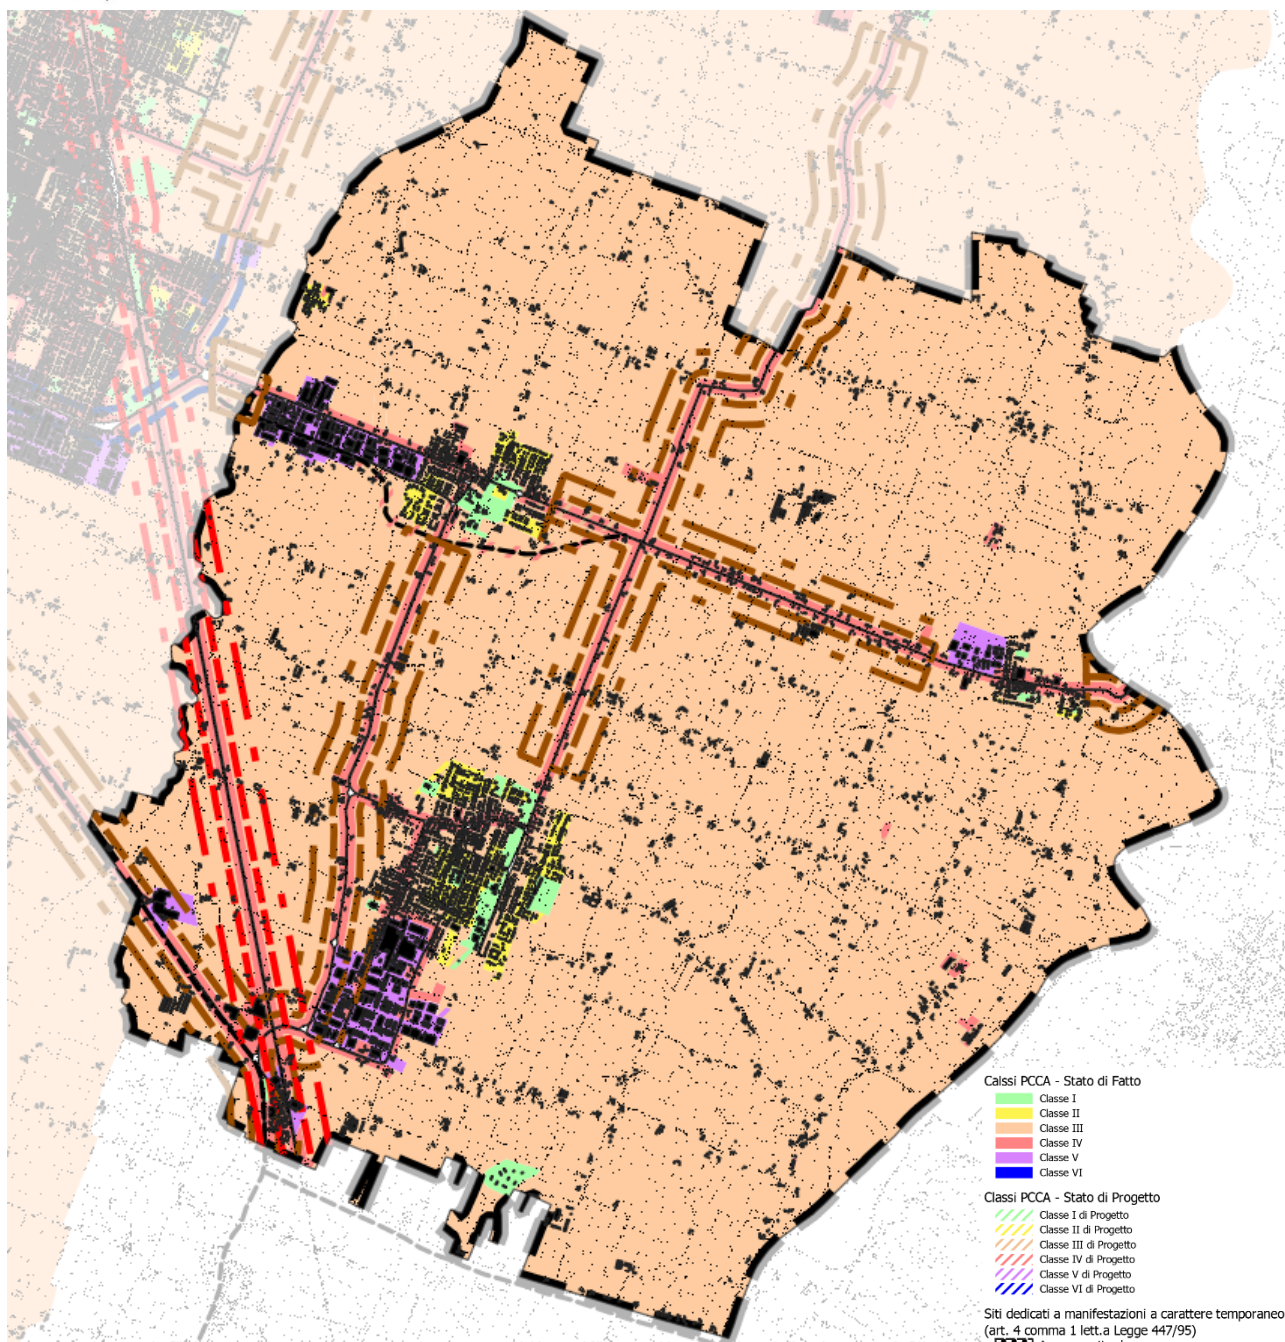 Calssi PCCA - Stato di Fatto
Classe I
Classe II
Classe III
Classe IV
Classe V
Classe VI
Classi PCCA - Stato di Progetto
Classe I di Progetto
Classe II di Progetto
Classe III di Progetto
Classe IV di Progetto
Classe V di Progetto
Classe VI di Progetto
Siti dedicati a manifestazioni a carattere temporaneo
(art. 4 comma 1 lett.a Legge 447/95)